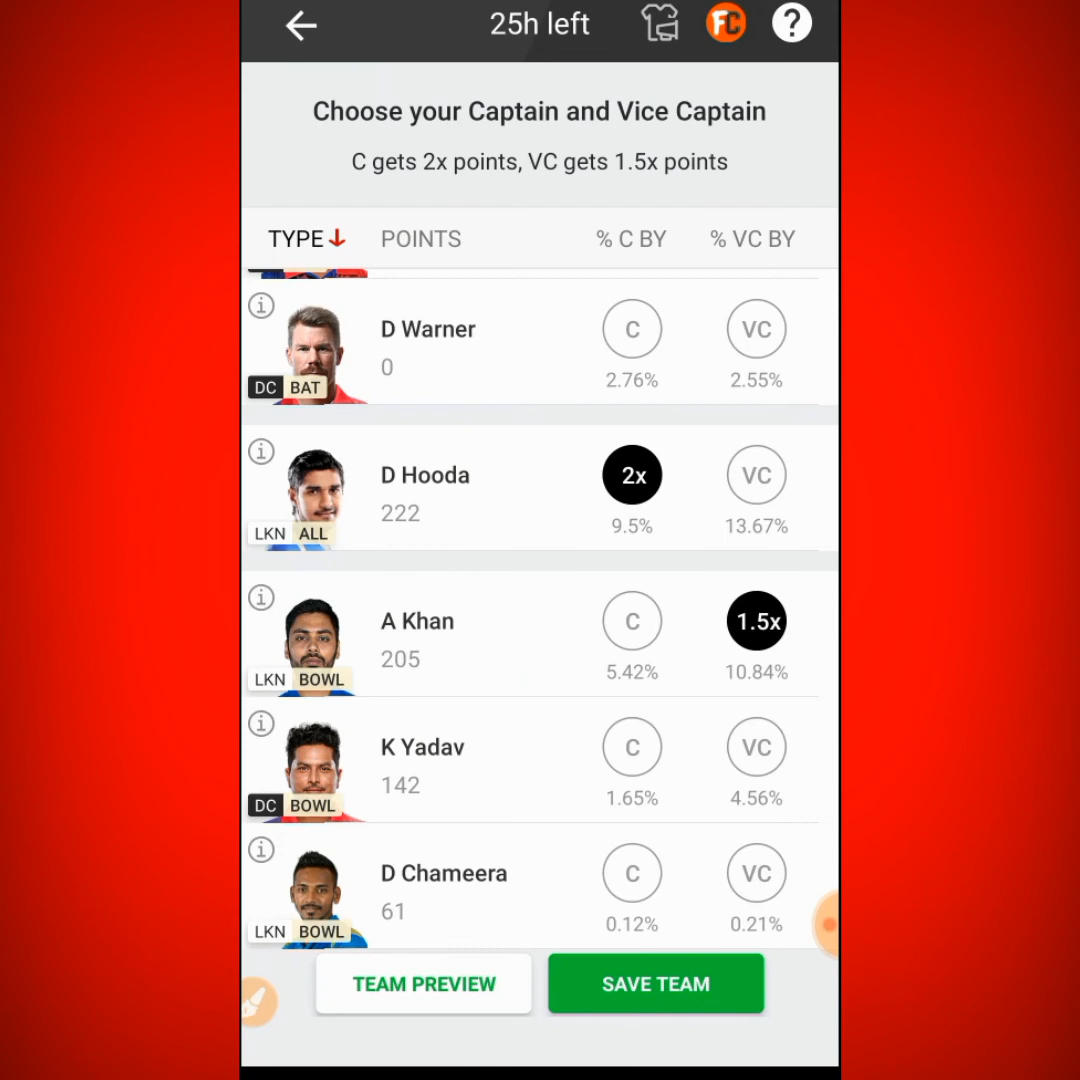 25h left
FC
?
Choose your Captain and Vice Captain
C gets 2x points, VC gets 1.5x points
TYPE POINTS % C BY % VC BY
D Warner
0
C
VC
2.76%
2.55%
DC BAT
D Hooda
222
2x
VC
9.5%
13.67%
LKN ALL
A Khan
205
C
1.5x
5.42%
10.84%
LKN BOWL
K Yadav
142
C
VC
1.65%
4.56%
DC BOWL
D Chameera
61
C
VC
0.12%
0.21%
LKN BOWL
TEAM PREVIEW
SAVE TEAM